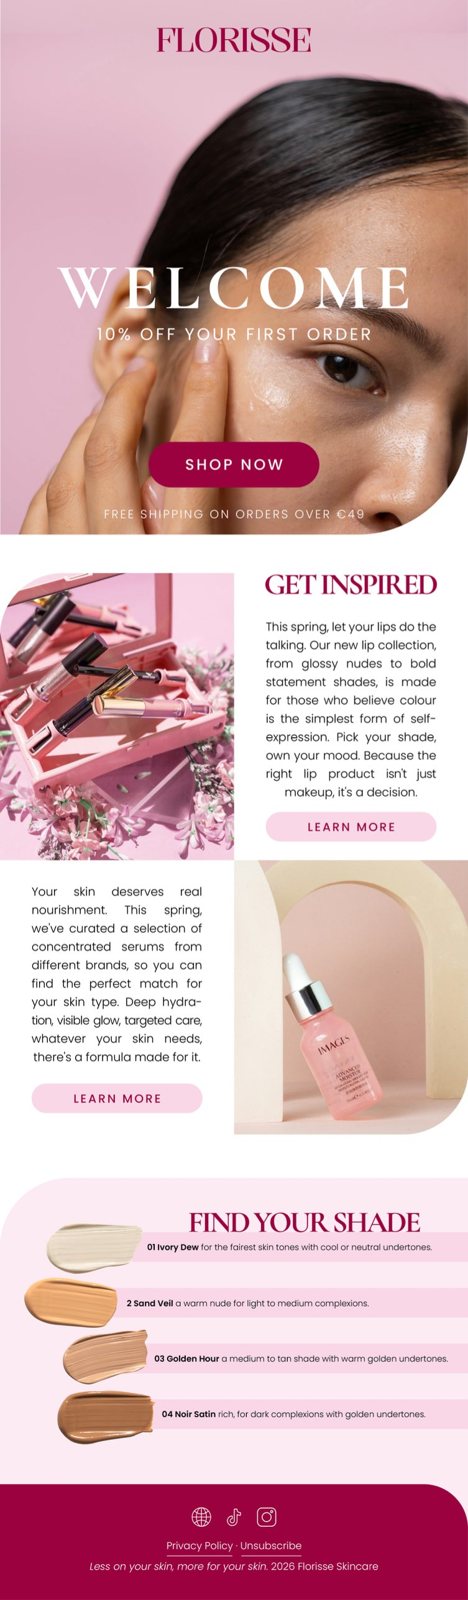 FLORISSE
WELCOME
10% OFF YOUR FIRST ORDER
SHOP NOW
FREE SHIPPING ON ORDERS OVER €49
GET INSPIRED
This spring, let your lips do the
talking. Our new lip collection,
from glossy nudes to bold
statement shades, is made
for those who believe colour
is the simplest form of self-
expression. Pick your shade,
own your mood. Because the
right lip product isn't just
makeup, it's a decision.
LEARN MORE
Your skin deserves real
nourishment. This spring,
we've curated a selection of
concentrated serums from
different brands, so you can
find the perfect match for
your skin type. Deep hydra-
tion, visible glow, targeted care,
whatever your skin needs,
there's a formula made for it.
LEARN MORE
IMAGES
ADVANCED
MOISTUR
FIND YOUR SHADE
01 Ivory Dew for the fairest skin tones with cool or neutral undertones.
2 Sand Veil a warm nude for light to medium complexions.
03 Golden Hour a medium to tan shade with warm golden undertones.
04 Noir Satin rich, for dark complexions with golden undertones.
Privacy Policy · Unsubscribe
Less on your skin, more for your skin. 2026 Florisse Skincare